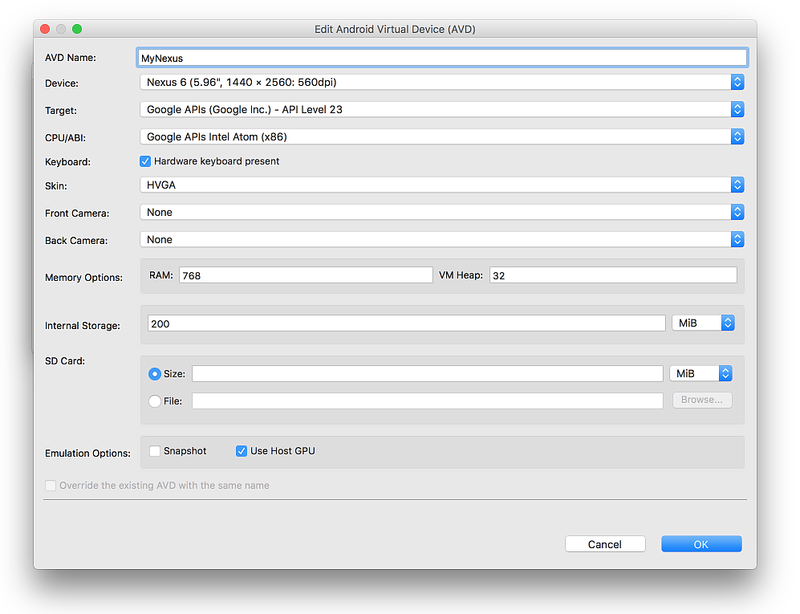 Edit Android Virtual Device (AVD)
AVD Name: MyNexus
Device: Nexus 6 (5.96", 1440 × 2560: 560dpi)
Target: Google APIs (Google Inc.) - API Level 23
CPU/ABI: Google APIs Intel Atom (x86)
Keyboard: Hardware keyboard present
Skin: HVGA
Front Camera: None
Back Camera: None
Memory Options: RAM: 768 VM Heap: 32
Internal Storage: 200 MiB
SD Card:
Size: MiB
File: Browse...
Emulation Options: Snapshot Use Host GPU
Override the existing AVD with the same name
Cancel OK